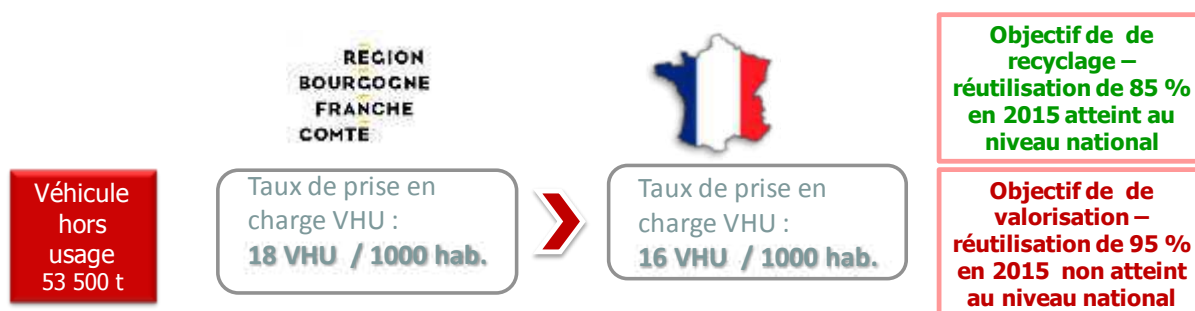 REGION
BOURGOGNE
FRANCHE
COMTE
Objectif de de
recyclage –
réutilisation de 85 %
en 2015 atteint au
niveau national
Véhicule
hors
usage
53 500 t
Taux de prise en
charge VHU :
18 VHU / 1000 hab.
Taux de prise en
charge VHU :
16 VHU / 1000 hab.
Objectif de de
valorisation –
réutilisation de 95 %
en 2015 non atteint
au niveau national